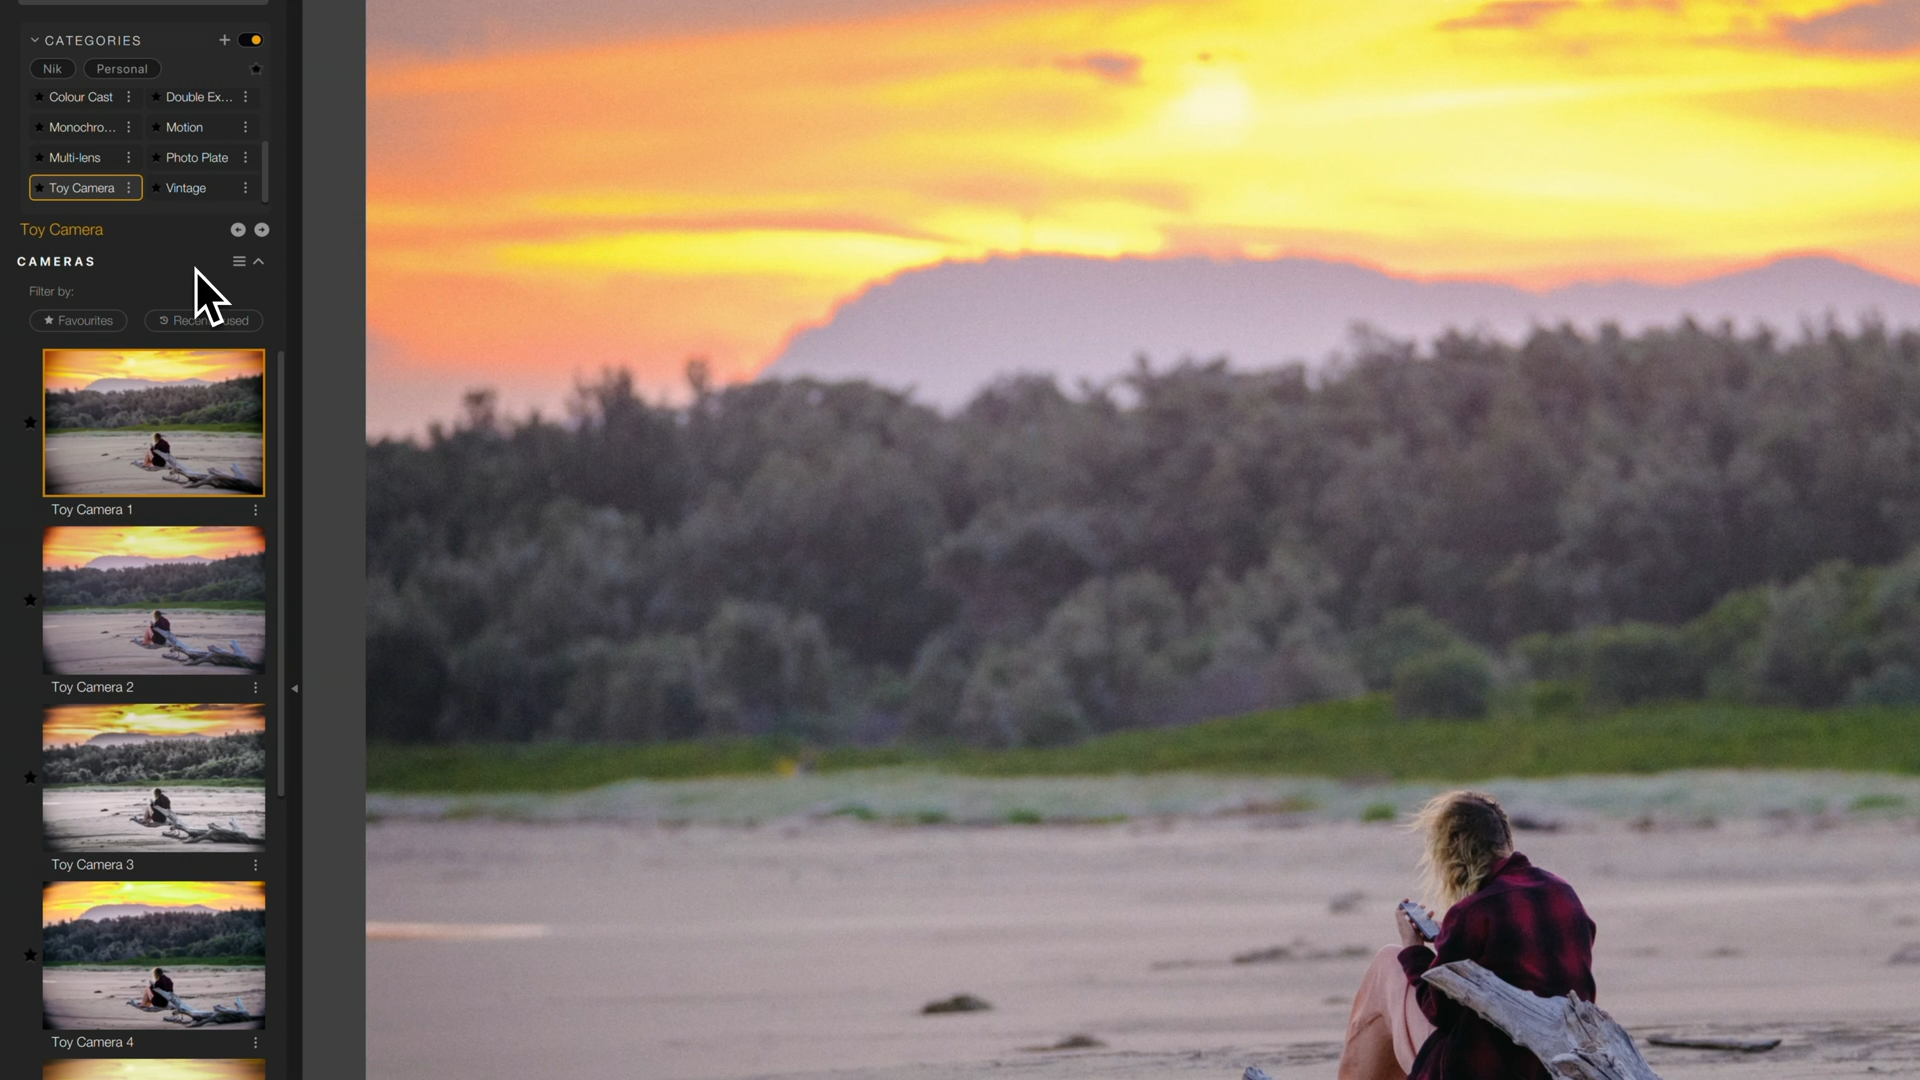 CATEGORIES
Nik Personal
Colour Cast Double Ex...
Monochro... Motion
Multi-lens Photo Plate
Toy Camera Vintage
Toy Camera
CAMERAS
Filter by:
Favourites used
Toy Camera 1
Toy Camera 2
Toy Camera 3
Toy Camera 4